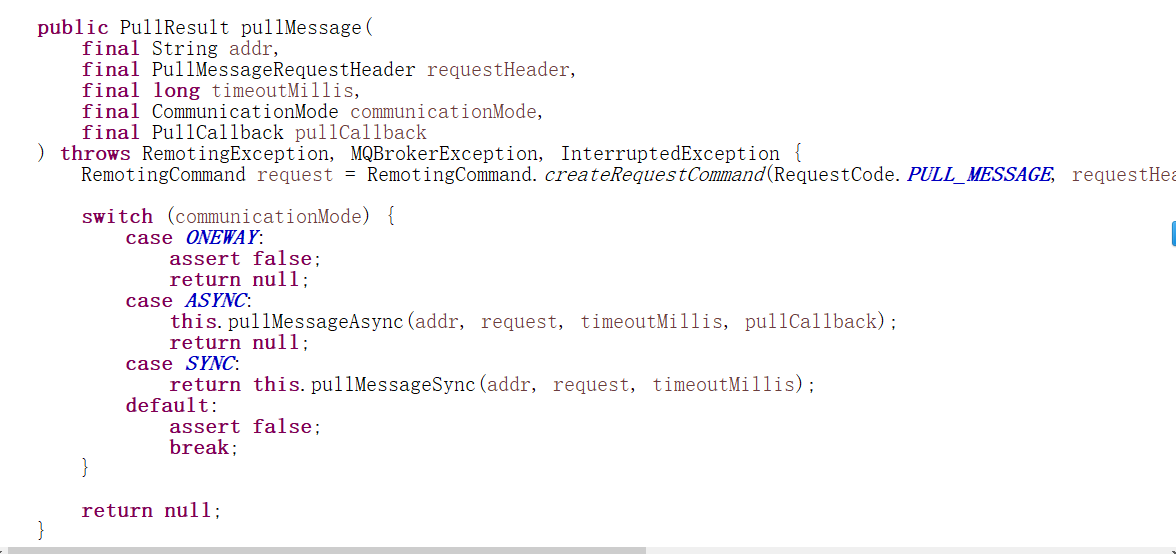 public PullResult pullMessage(
    final String addr,
    final PullMessageRequestHeader requestHeader,
    final long timeoutMillis,
    final CommunicationMode communicationMode,
    final PullCallback pullCallback
) throws RemotingException, MQBrokerException, InterruptedException {
    RemotingCommand request = RemotingCommand.createRequestCommand(RequestCode.PULL_MESSAGE, requestHea
    switch (communicationMode) {
        case ONEWAY:
            assert false;
            return null;
        case ASYNC:
            this.pullMessageAsync(addr, request, timeoutMillis, pullCallback);
            return null;
        case SYNC:
            return this.pullMessageSync(addr, request, timeoutMillis);
        default:
            assert false;
            break;
    }
    return null;
}